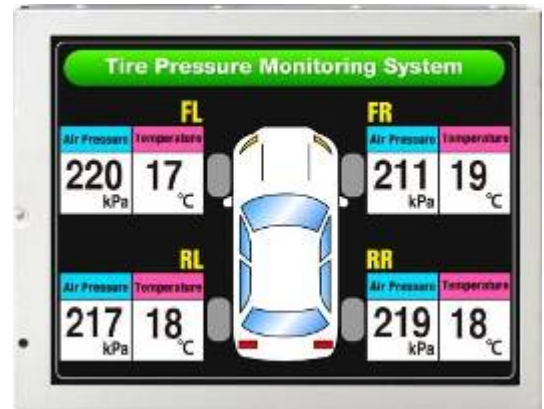 Tire Pressure Monitoring System
FL
FR
Air Pressure Temperature
Air Pressure Temperature
220 17
211 19
kPa ℃
kPa ℃
RL
RR
Air Pressure Temperature
Air Pressure Temperature
217 18
219 18
kPa ℃
kPa ℃